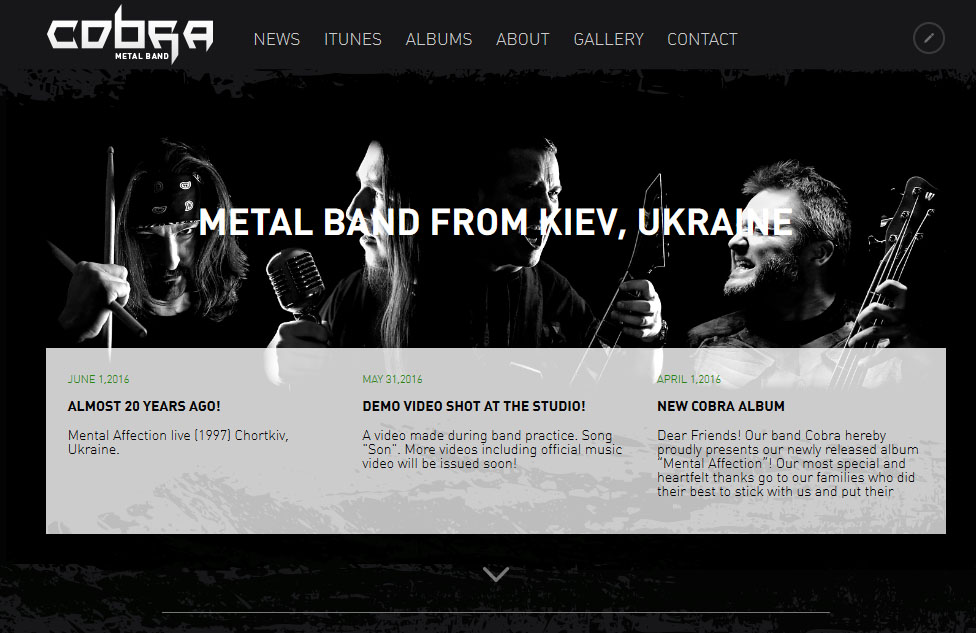 COBRA
METAL BAND
NEWS ITUNES ALBUMS ABOUT GALLERY CONTACT
METAL BAND FROM KIEV, UKRAINE
JUNE 1,2016
ALMOST 20 YEARS AGO!
Mental Affection live (1997) Chortkiv,
Ukraine.
MAY 31,2016
DEMO VIDEO SHOT AT THE STUDIO!
A video made during band practice. Song
"Son". More videos including official music
video will be issued soon!
APRIL 1,2016
NEW COBRA ALBUM
Dear Friends! Our band Cobra hereby
proudly presents our newly released album
"Mental Affection"! Our most special and
heartfelt thanks go to our families who did
their best to stick with us and put their